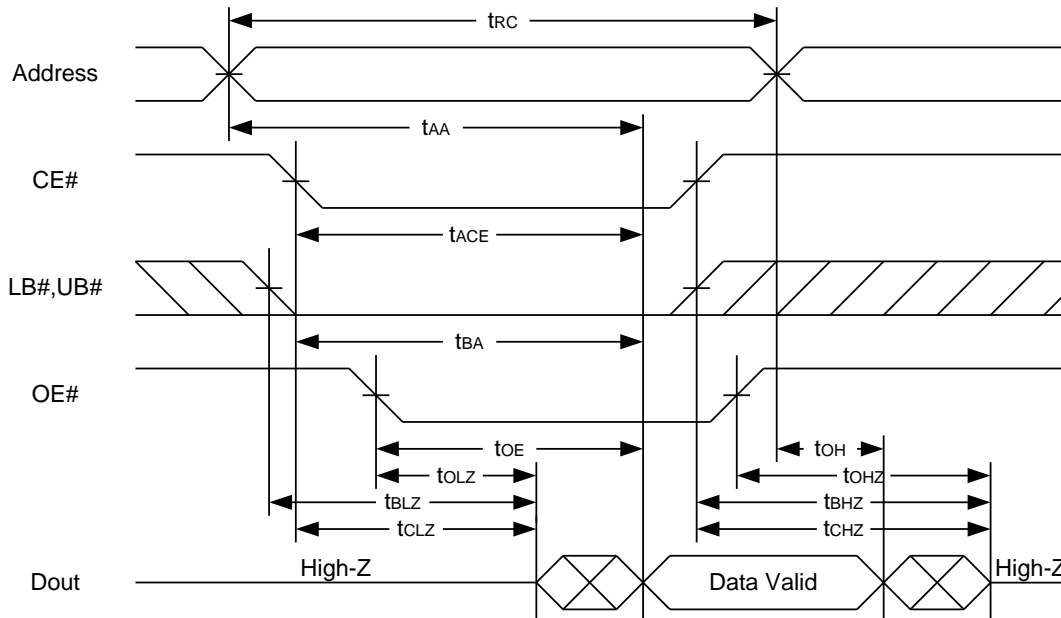 tRC
Address
tAA
CE#
tACE
LB#,UB#
tBA
OE#
tOE
tOH
tOLZ
tOHZ
tBLZ
tBHZ
tCLZ
tCHZ
Dout
High-Z
Data Valid
High-Z